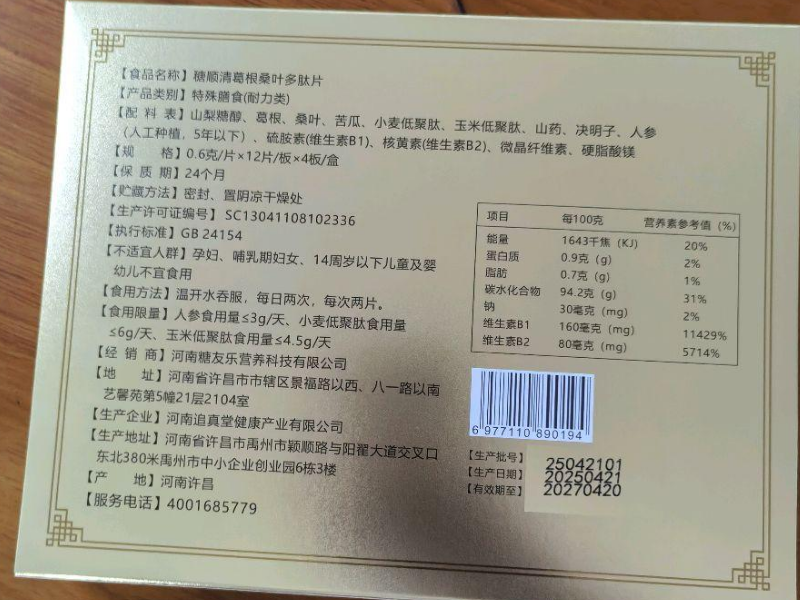 【食品名称】糖顺清葛根桑叶多肽片
【产品类别】特殊膳食(耐力类)
【配 料 表】山梨糖醇、葛根、桑叶、苦瓜、小麦低聚肽、玉米低聚肽、山药、决明子、人参
（人工种植，5年以下）、硫胺素(维生素B1)、核黄素(维生素B2)、微晶纤维素、硬脂酸镁
【规 格】0.6克/片×12片/板×4板/盒
【保 质 期】24个月
【贮藏方法】密封、置阴凉干燥处
【生产许可证编号】SC13041108102336
【执行标准】GB 24154
【不适宜人群】孕妇、哺乳期妇女、14周岁以下儿童及婴
幼儿不宜食用
【食用方法】温开水吞服，每日两次，每次两片。
【食用限量】人参食用量≤3g/天、小麦低聚肽食用量
≤6g/天、玉米低聚肽食用量≤4.5g/天
【经 销 商】河南糖友乐营养科技有限公司
【地 址】河南省许昌市市辖区景福路以西、八一路以南
艺馨苑第5幢21层2104室
【生产企业】河南追真堂健康产业有限公司
【生产地址】河南省许昌市禹州市颍顺路与阳翟大道交叉口
东北380米禹州市中小企业创业园6栋3楼
【产 地】河南许昌
【服务电话】4001685779
项目 每100克 营养素参考值（%）
能量 1643千焦（KJ） 20%
蛋白质 0.9克（g） 2%
脂肪 0.7克（g） 1%
碳水化合物 94.2克（g） 31%
钠 30毫克（mg） 2%
维生素B1 160毫克（mg） 11429%
维生素B2 80毫克（mg） 5714%
6 977110 890194
【生产批号】25042101
【生产日期】20250421
【有效期至】20270420